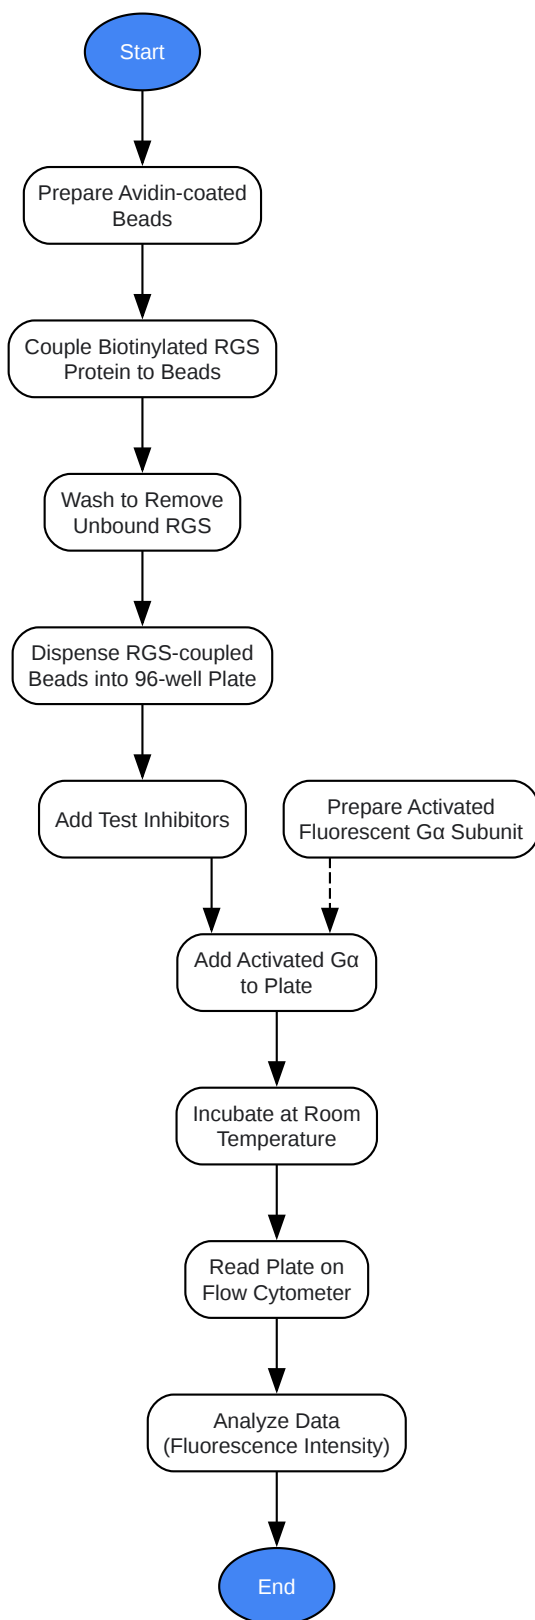 Start
Prepare Avidin-coated
Beads
Couple Biotinylated RGS
Protein to Beads
Wash to Remove
Unbound RGS
Dispense RGS-coupled
Beads into 96-well Plate
Add Test Inhibitors
Prepare Activated
Fluorescent Gα Subunit
Add Activated Gα
to Plate
Incubate at Room
Temperature
Read Plate on
Flow Cytometer
Analyze Data
(Fluorescence Intensity)
End